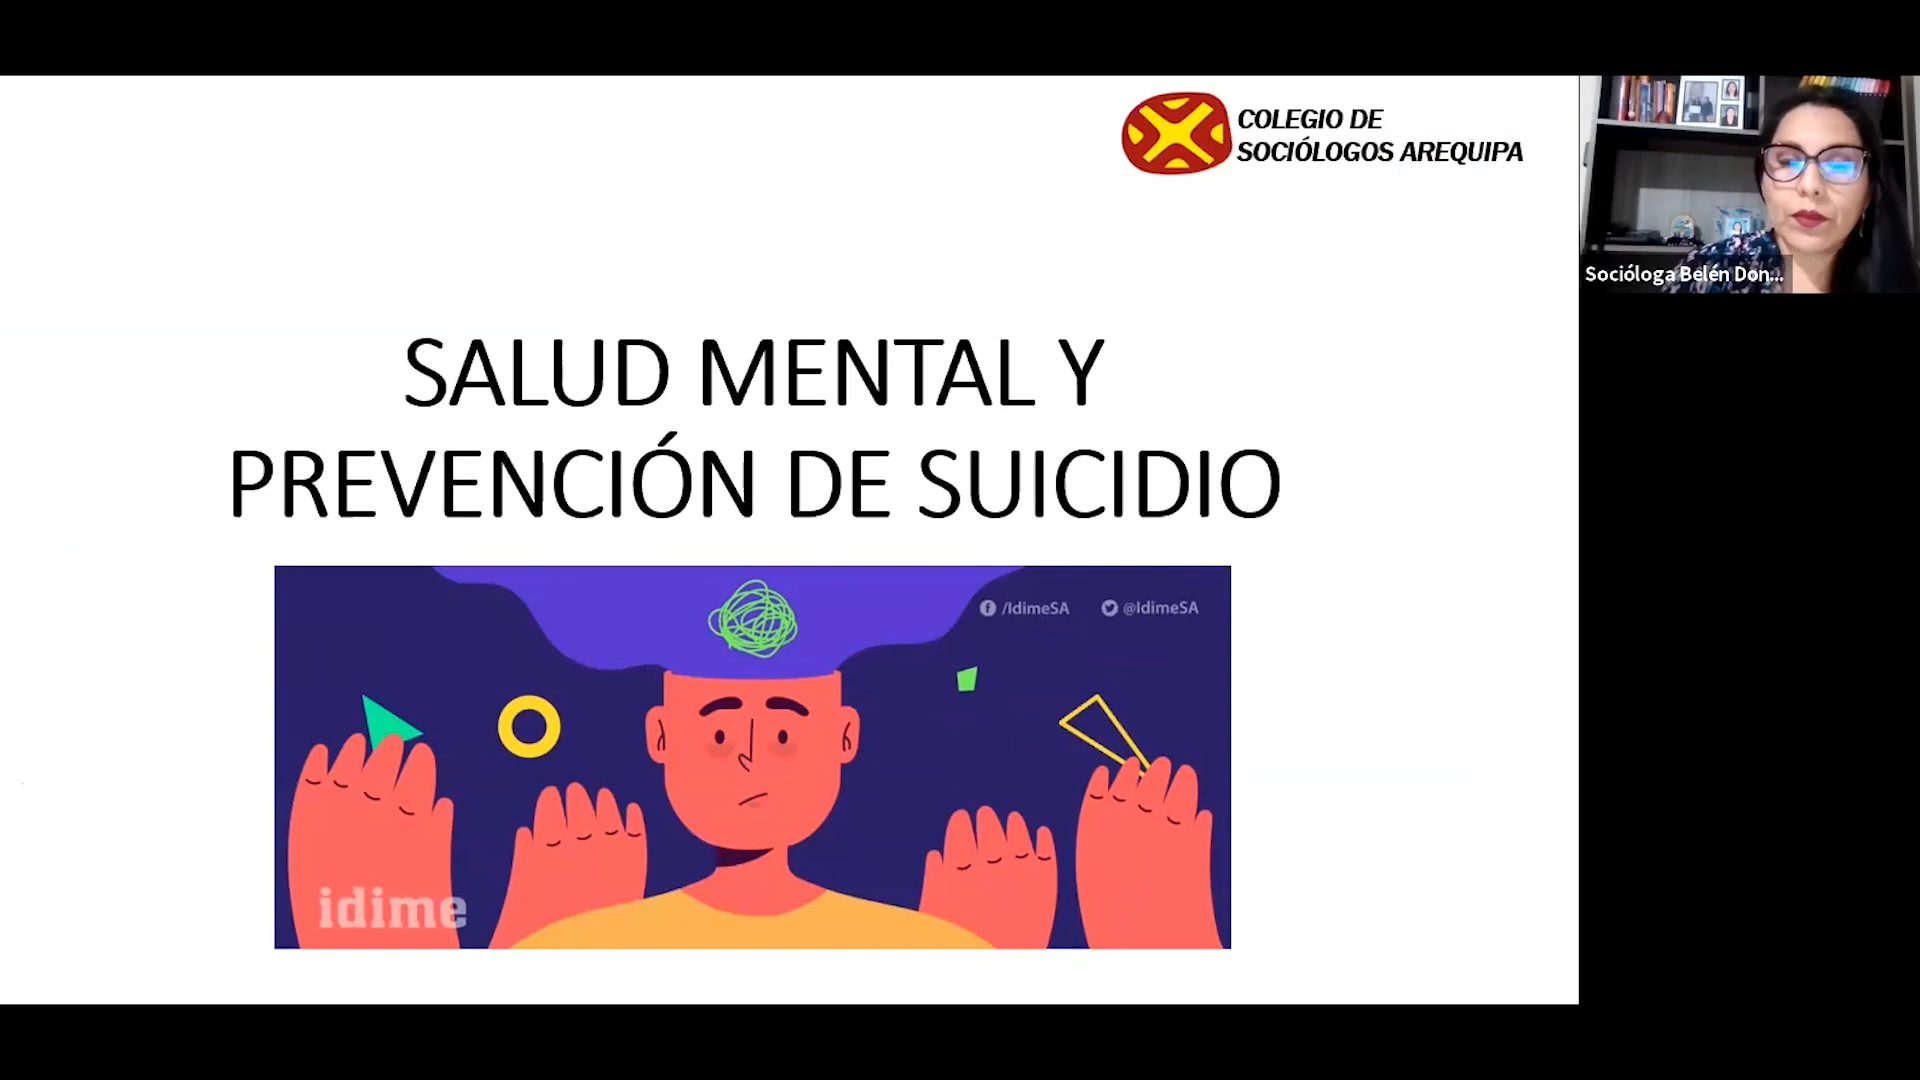 COLEGIO DE
SOCIÓLOGOS AREQUIPA
Socióloga Belén Don...
SALUD MENTAL Y
PREVENCIÓN DE SUICIDIO
/IdimeSA @IdimeSA
idime